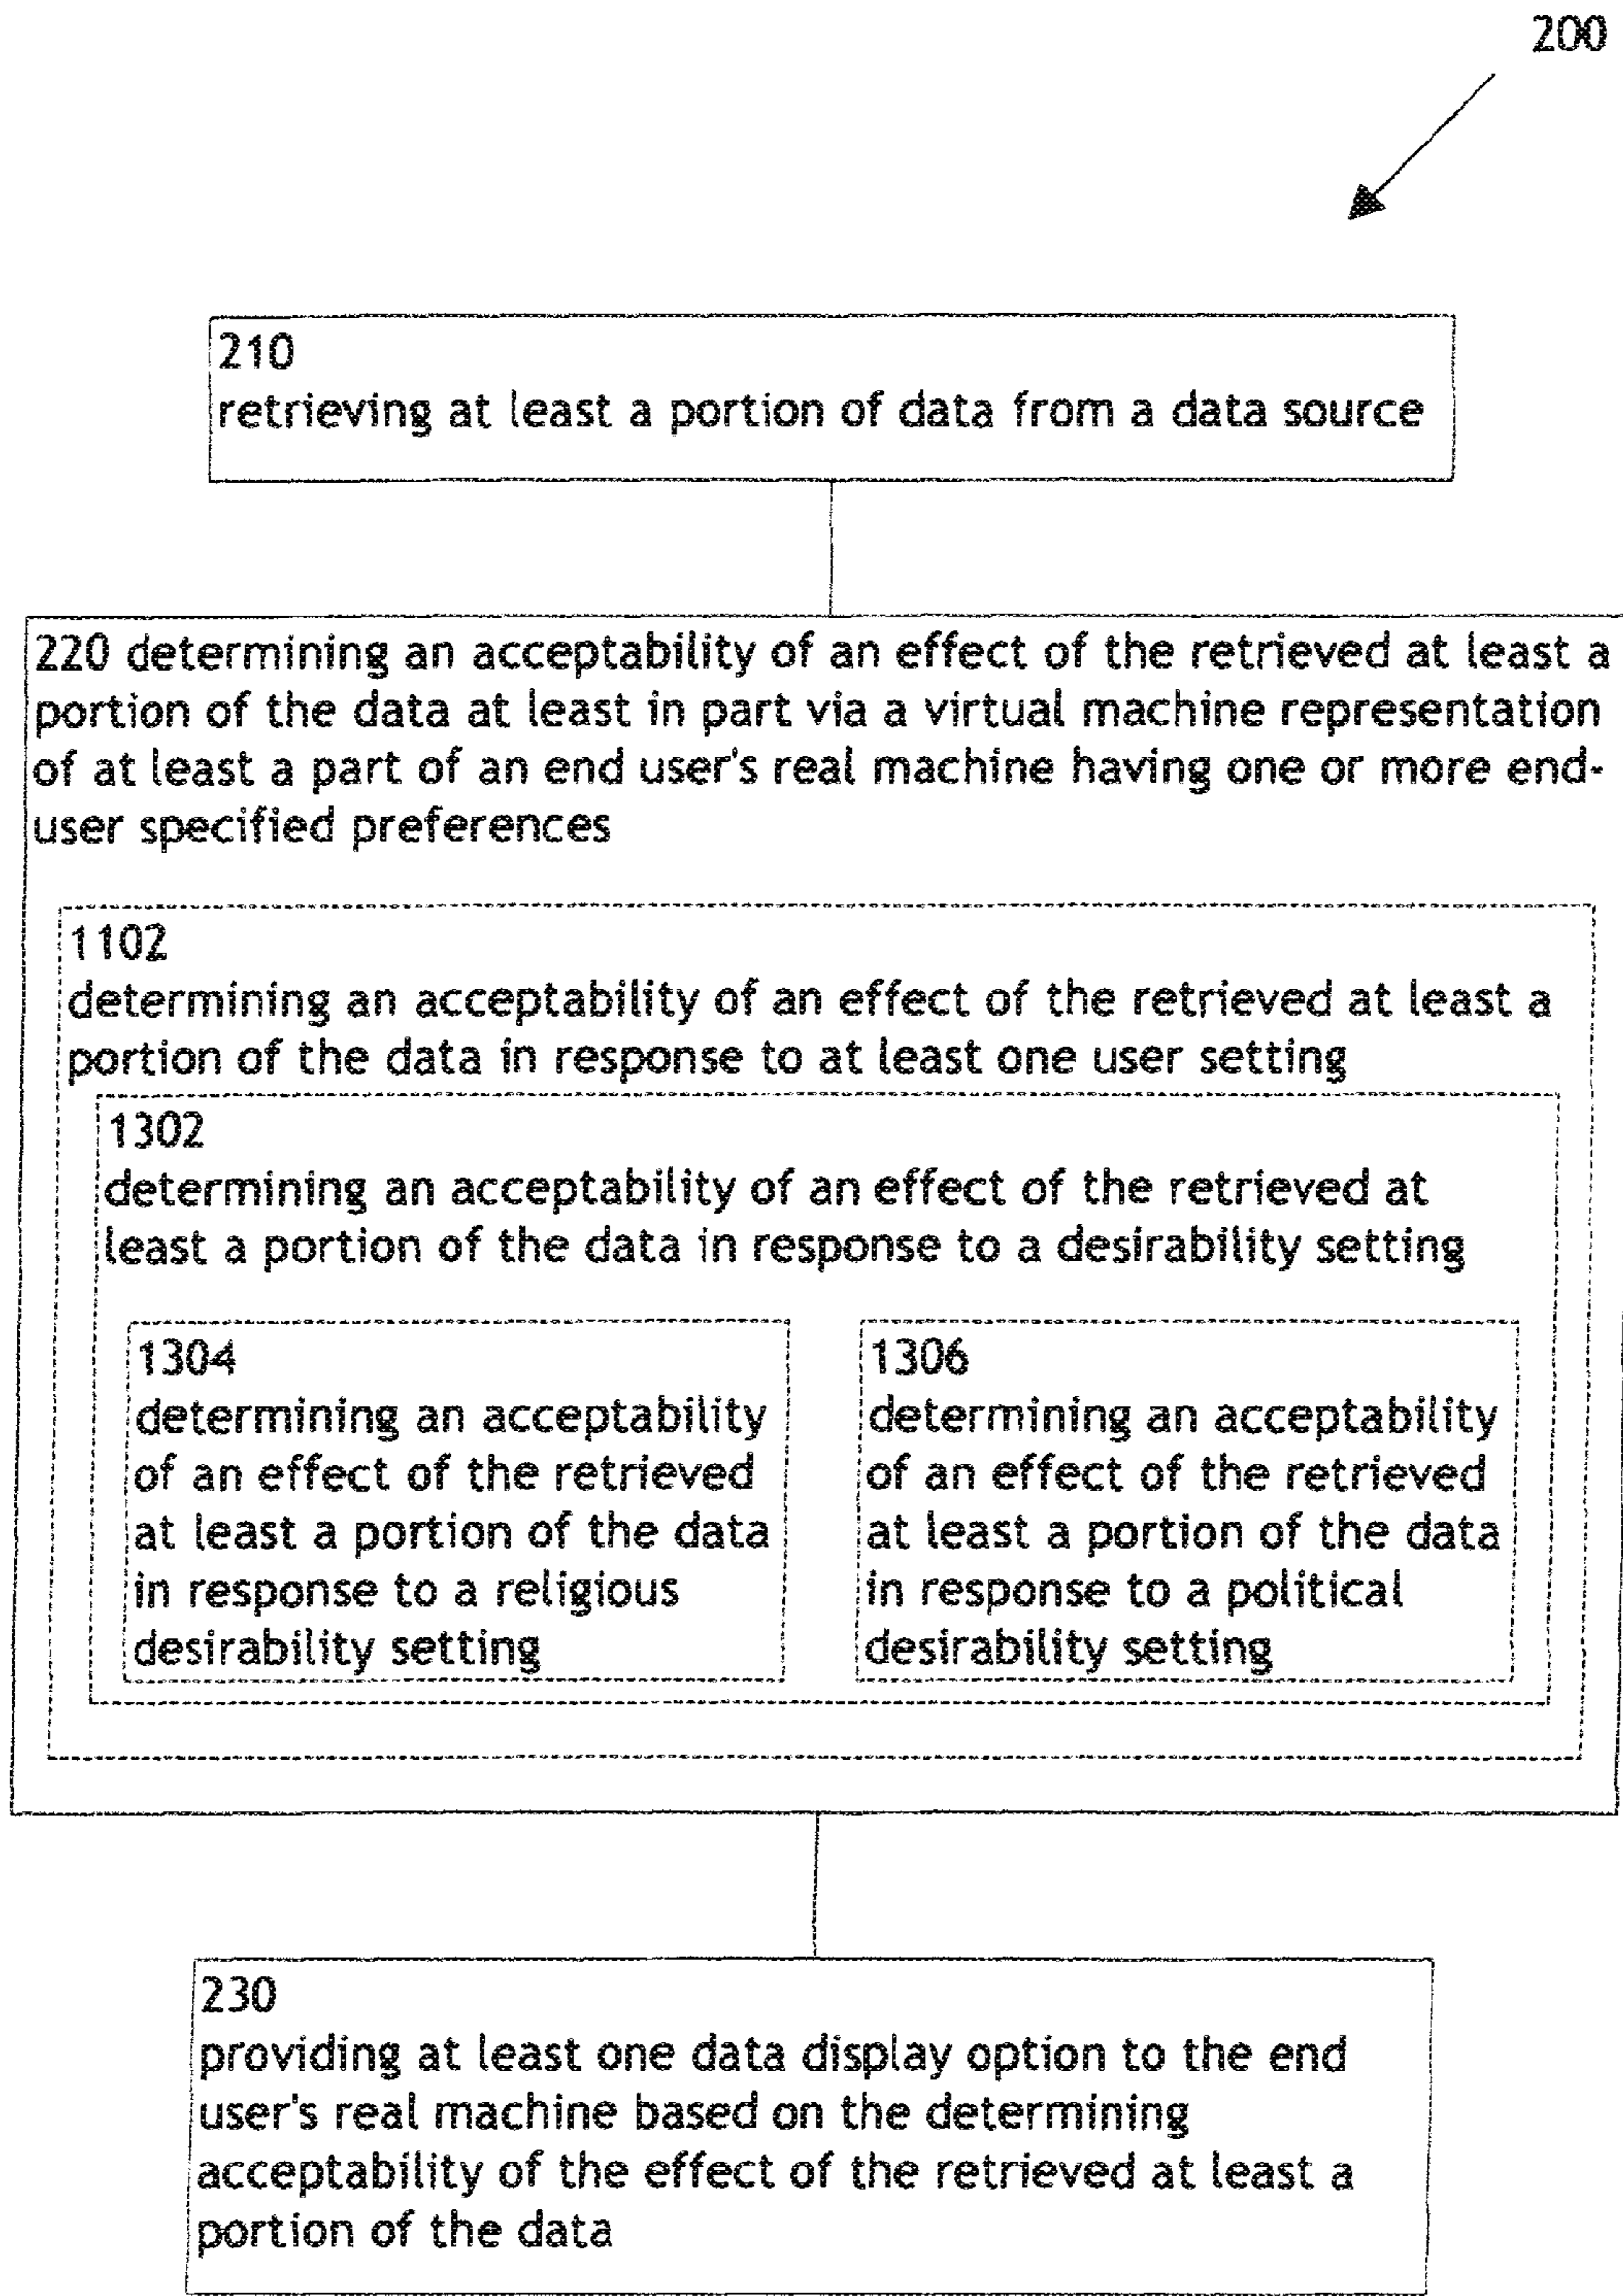 200
210
retrieving at least a portion of data from a data source
220 determining an acceptability of an effect of the retrieved at least a
portion of the data at least in part via a virtual machine representation
of at least a part of an end user's real machine having one or more end-
user specified preferences
1102
determining an acceptability of an effect of the retrieved at least a
portion of the data in response to at least one user setting
1302
determining an acceptability of an effect of the retrieved at
least a portion of the data in response to a desirability setting
1304
determining an acceptability
of an effect of the retrieved
at least a portion of the data
in response to a religious
desirability setting
1306
determining an acceptability
of an effect of the retrieved
at least a portion of the data
in response to a political
desirability setting
230
providing at least one data display option to the end
user's real machine based on the determining
acceptability of the effect of the retrieved at least a
portion of the data